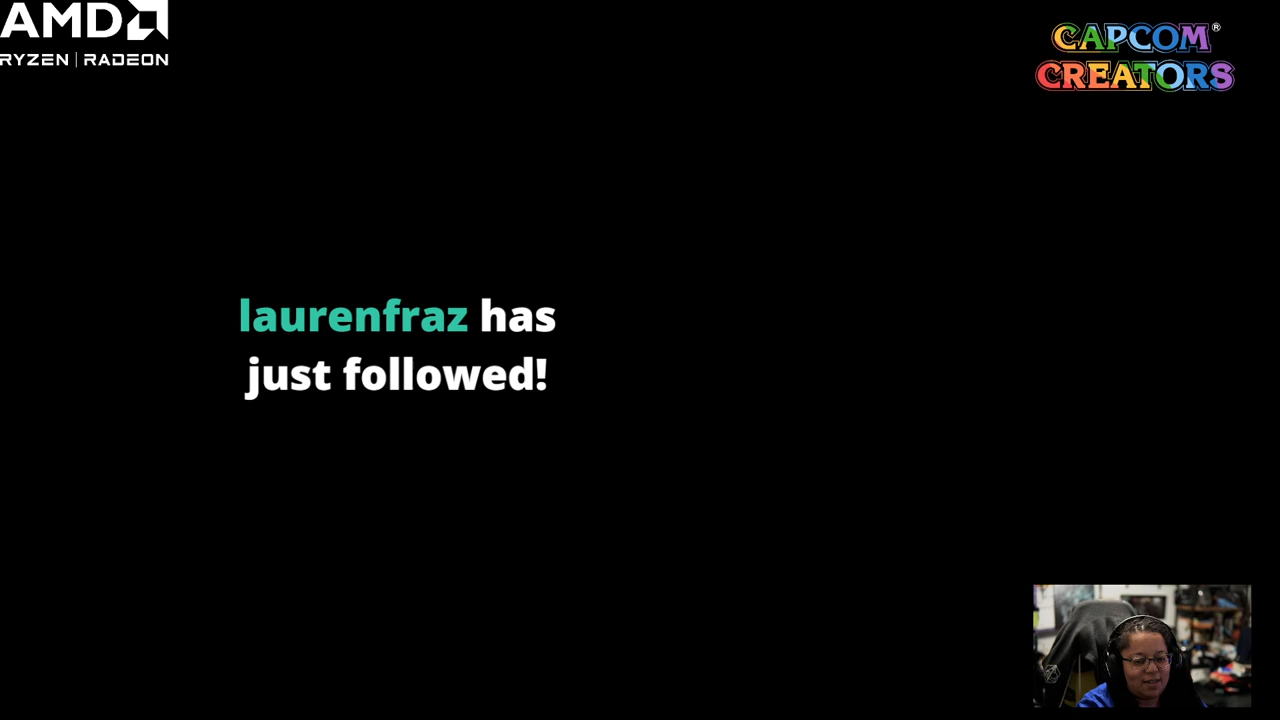 AMD
RYZEN | RADEON
CAPCOM®
CREATORS
laurenfraz has
just followed!